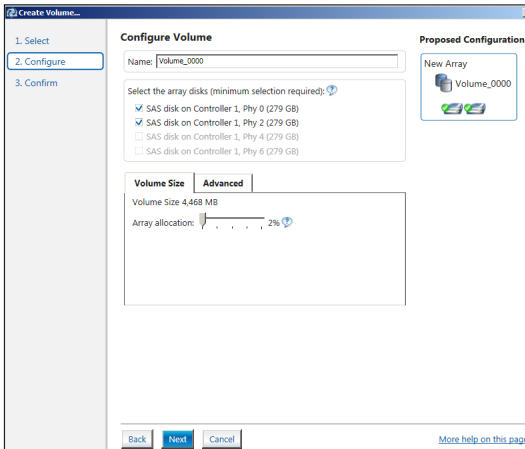 Create Volume...
1. Select
2. Configure
3. Confirm
Configure Volume
Name: Volume_0000
Select the array disks (minimum selection required):
SAS disk on Controller 1, Phy 0 (279 GB)
SAS disk on Controller 1, Phy 2 (279 GB)
SAS disk on Controller 1, Phy 4 (279 GB)
SAS disk on Controller 1, Phy 6 (279 GB)
Volume Size Advanced
Volume Size 4,468 MB
Array allocation: 2%
Proposed Configuration
New Array
Volume_0000
Back Next Cancel
More help on this page